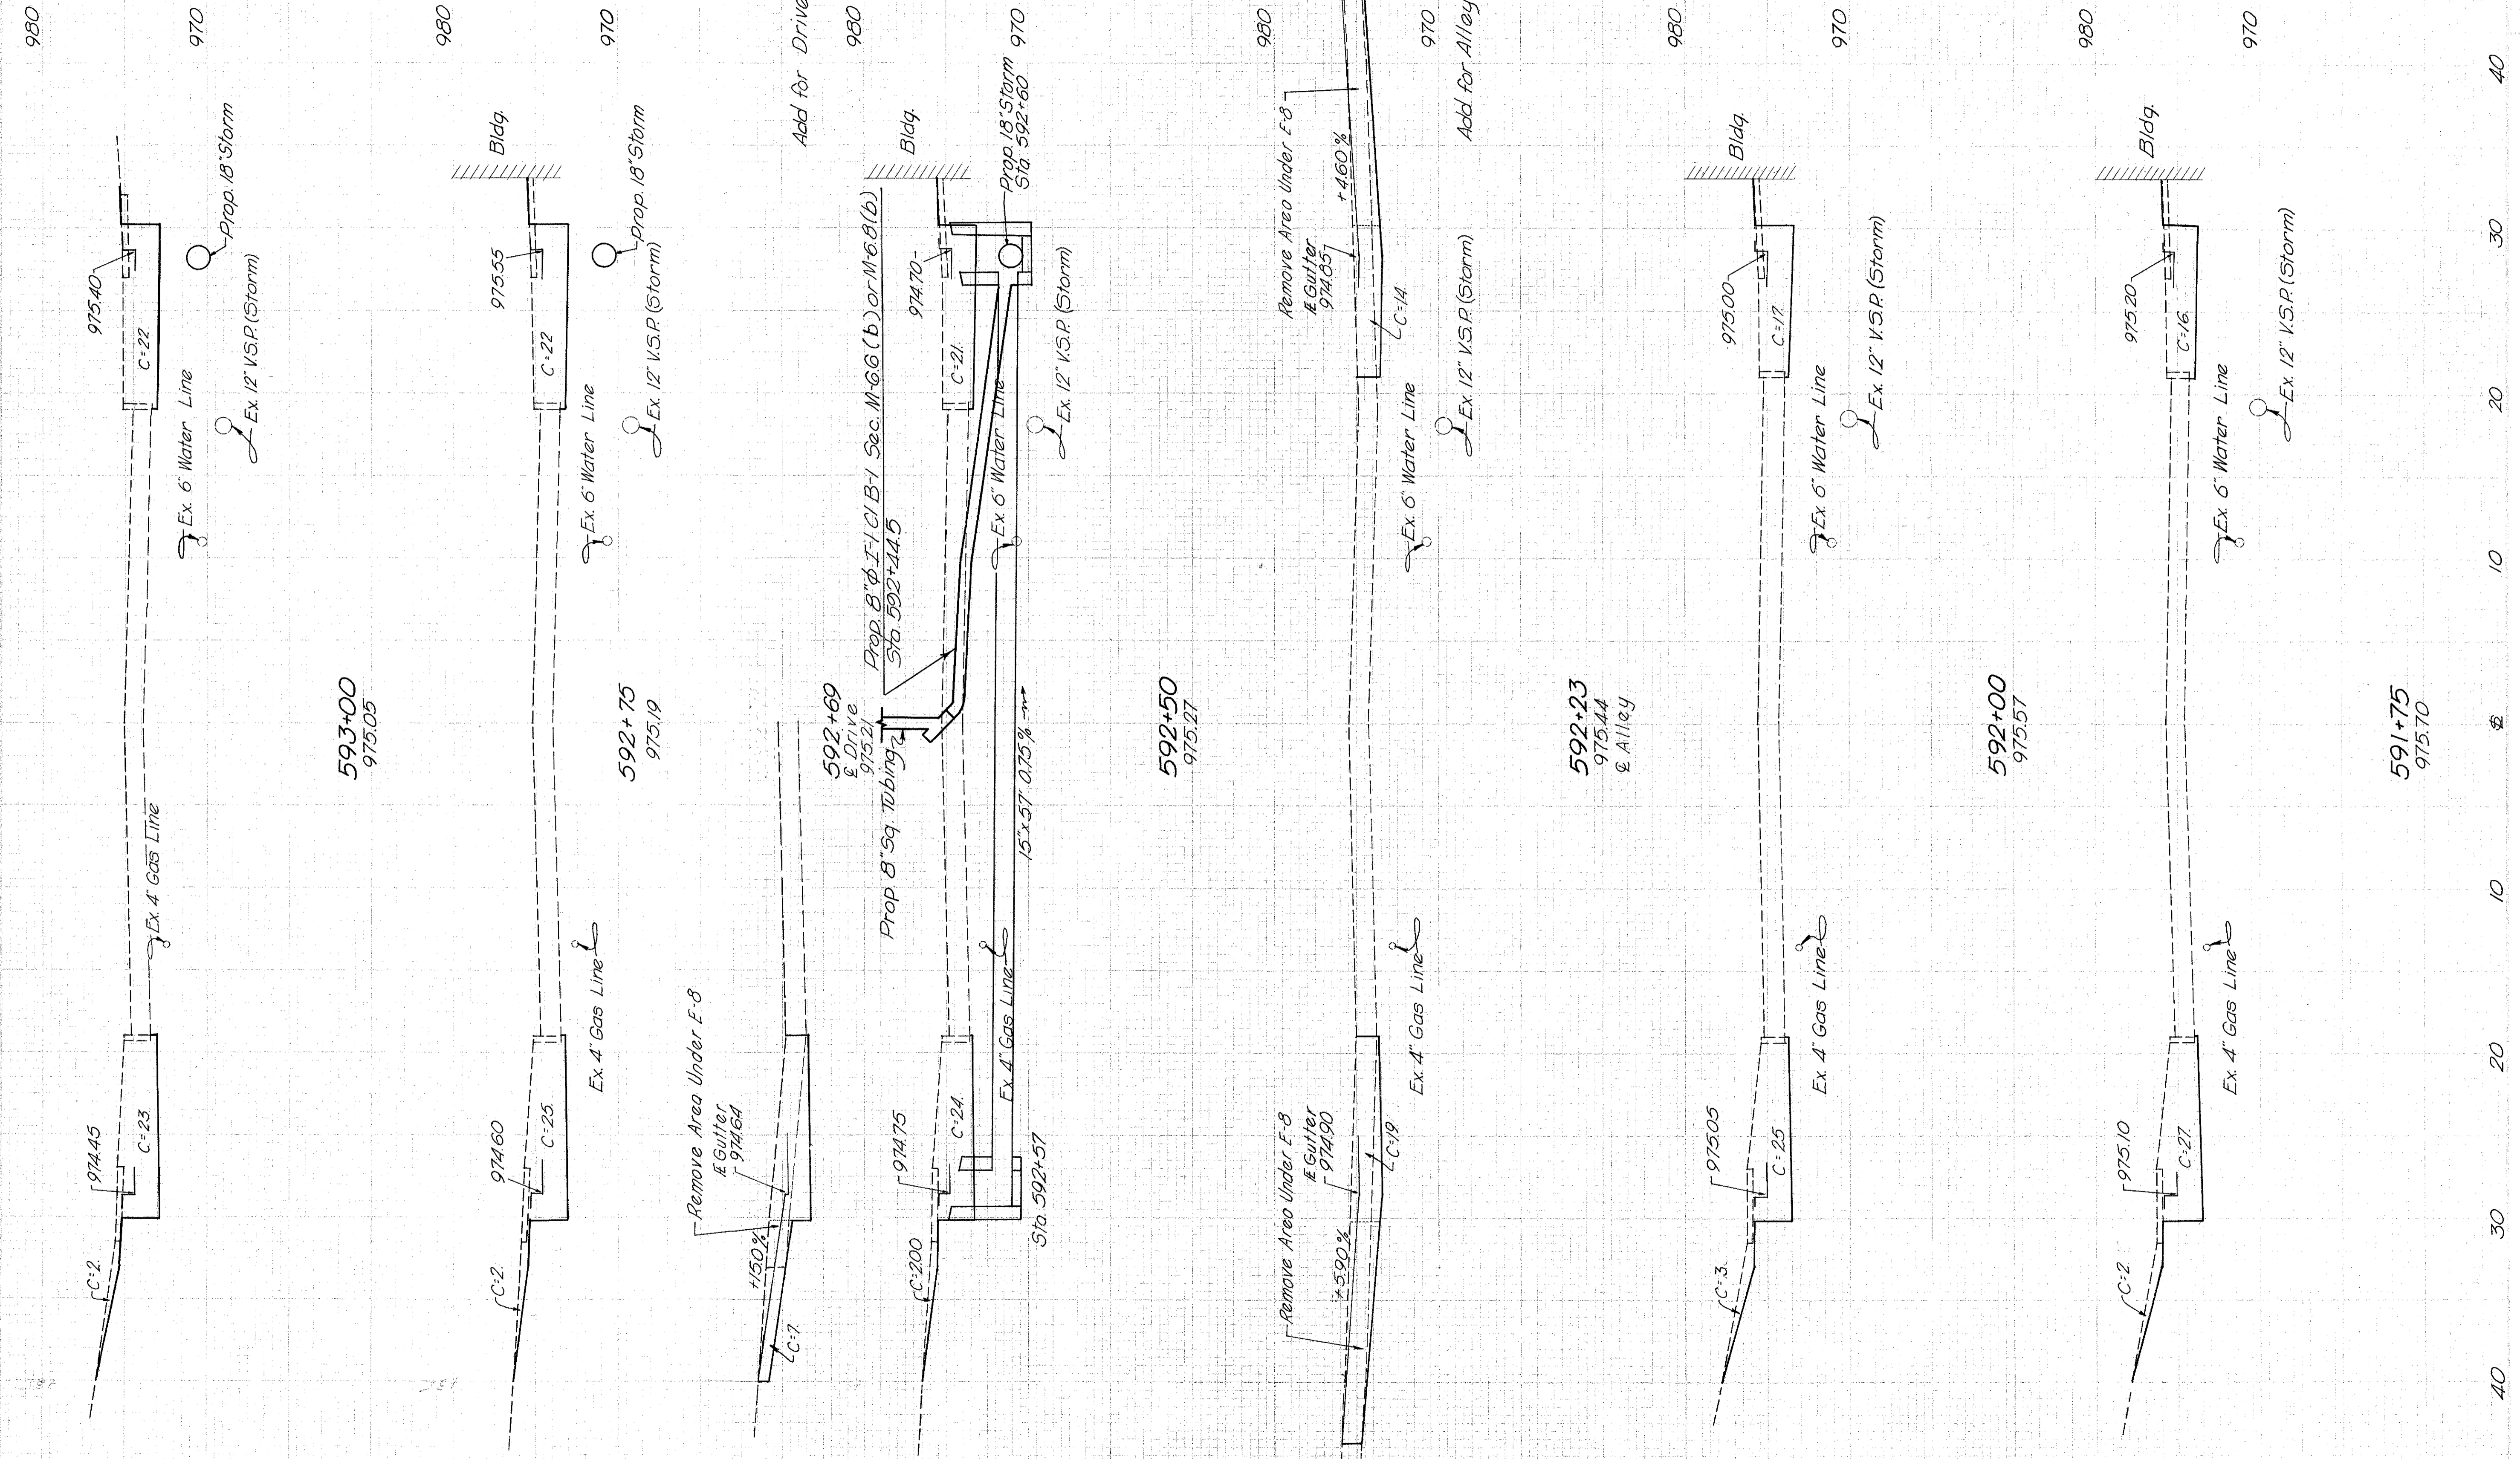 980
970
975.40
Prop. 18" Storm
C=22
Ex. 6" Water Line
Ex. 12" V.S.P. (Storm)
Ex. 4" Gas Line
974.45
C=23
C=2.
593+00
975.05
980
970
Bldg.
975.55
Prop. 18" Storm
C=22
Ex. 6" Water Line
Ex. 12" V.S.P. (Storm)
Ex. 4" Gas Line
974.60
C=25.
C=2.
592+75
975.19
Add for Drive
Remove Area Under E-8
Gutter
974.64
+15.0%
C=7.
592+69
℄ Drive
975.21
980
970
Bldg.
Prop. 18" Storm
Sta. 592+60
Prop. 8"Φ I-1 Cl B-1 Sec. M-6.6(b) or M-6.8(b)
Sta. 592+44.5
974.70
C=21.
Ex. 6" Water Line
Ex. 12" V.S.P. (Storm)
Prop. 8" Sq. Tubing
15"x57' 0.75%
Ex. 4" Gas Line
974.75
C=24.
C=2.00
Sta. 592+57
592+50
975.27
980
970
Add for Alley
Remove Area Under E-8
Gutter
974.85
+4.60%
C=14.
Ex. 6" Water Line
Ex. 12" V.S.P. (Storm)
Ex. 4" Gas Line
Remove Area Under E-8
Gutter
974.90
+5.90%
C=19.
592+23
975.44
℄ Alley
980
970
Bldg.
975.00
C=17.
Ex. 6" Water Line
Ex. 12" V.S.P. (Storm)
Ex. 4" Gas Line
975.05
C=25
C=3.
592+00
975.57
980
970
Bldg.
975.20
C=16.
Ex. 6" Water Line
Ex. 12" V.S.P. (Storm)
Ex. 4" Gas Line
975.10
C=27.
C=2
591+75
975.70
40
30
20
10
℄
10
20
30
40